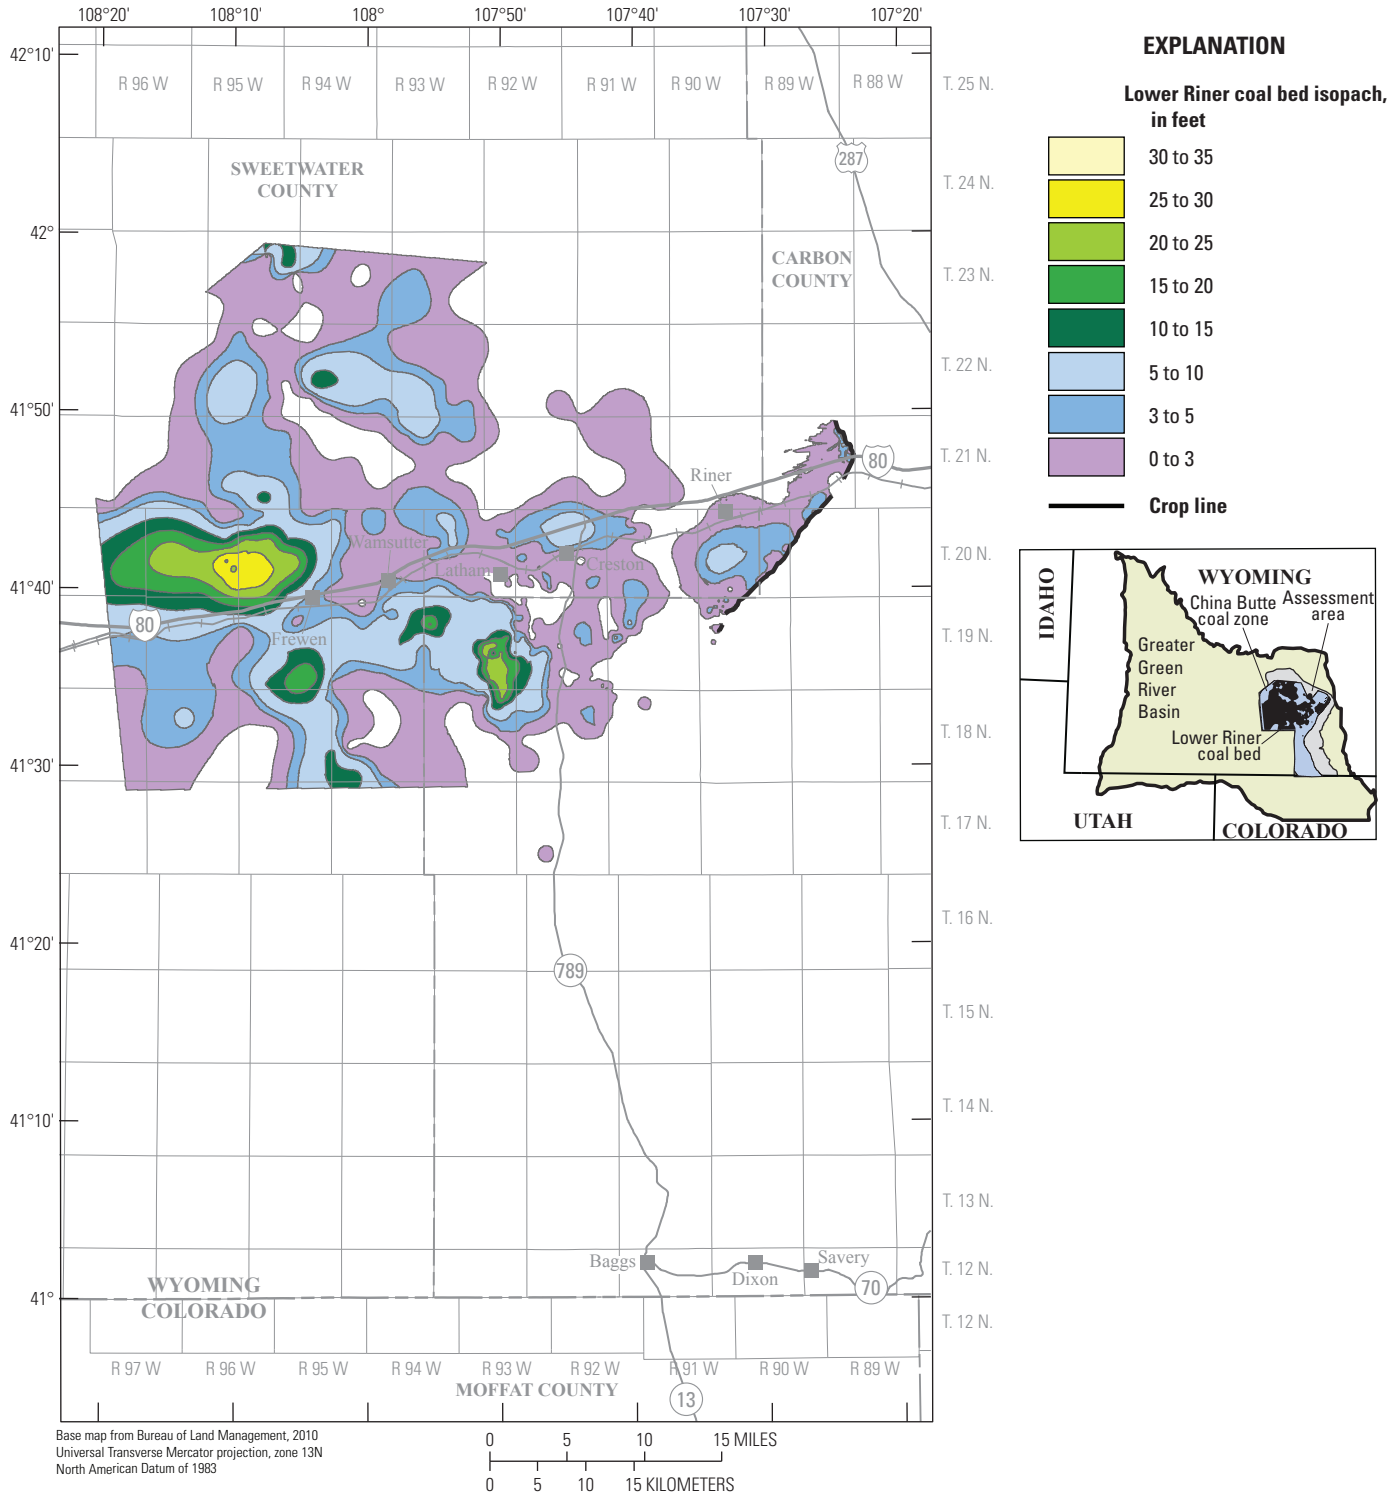 108°20' 108°10' 108° 107°50' 107°40' 107°30' 107°20'
42°10'
R 96 W R 95 W R 94 W R 93 W R 92 W R 91 W R 90 W R 89 W R 88 W T. 25 N.
287
SWEETWATER
COUNTY
T. 24 N.
42°
CARBON
COUNTY
T. 23 N.
T. 22 N.
41°50'
80
T. 21 N.
Riner
Wamsutter
T. 20 N.
Latham
Creston
41°40'
80
Frewen
T. 19 N.
T. 18 N.
41°30'
T. 17 N.
T. 16 N.
41°20'
789
T. 15 N.
T. 14 N.
41°10'
T. 13 N.
Baggs
Dixon
Savery
T. 12 N.
70
WYOMING
41°
COLORADO
T. 12 N.
R 97 W R 96 W R 95 W R 94 W R 93 W R 92 W R 91 W R 90 W R 89 W
MOFFAT COUNTY
13
Base map from Bureau of Land Management, 2010
Universal Transverse Mercator projection, zone 13N
North American Datum of 1983
0 5 10 15 MILES
0 5 10 15 KILOMETERS
EXPLANATION
Lower Riner coal bed isopach,
in feet
30 to 35
25 to 30
20 to 25
15 to 20
10 to 15
5 to 10
3 to 5
0 to 3
Crop line
IDAHO
WYOMING
China Butte
coal zone
Assessment
area
Greater
Green
River
Basin
Lower Riner
coal bed
UTAH
COLORADO